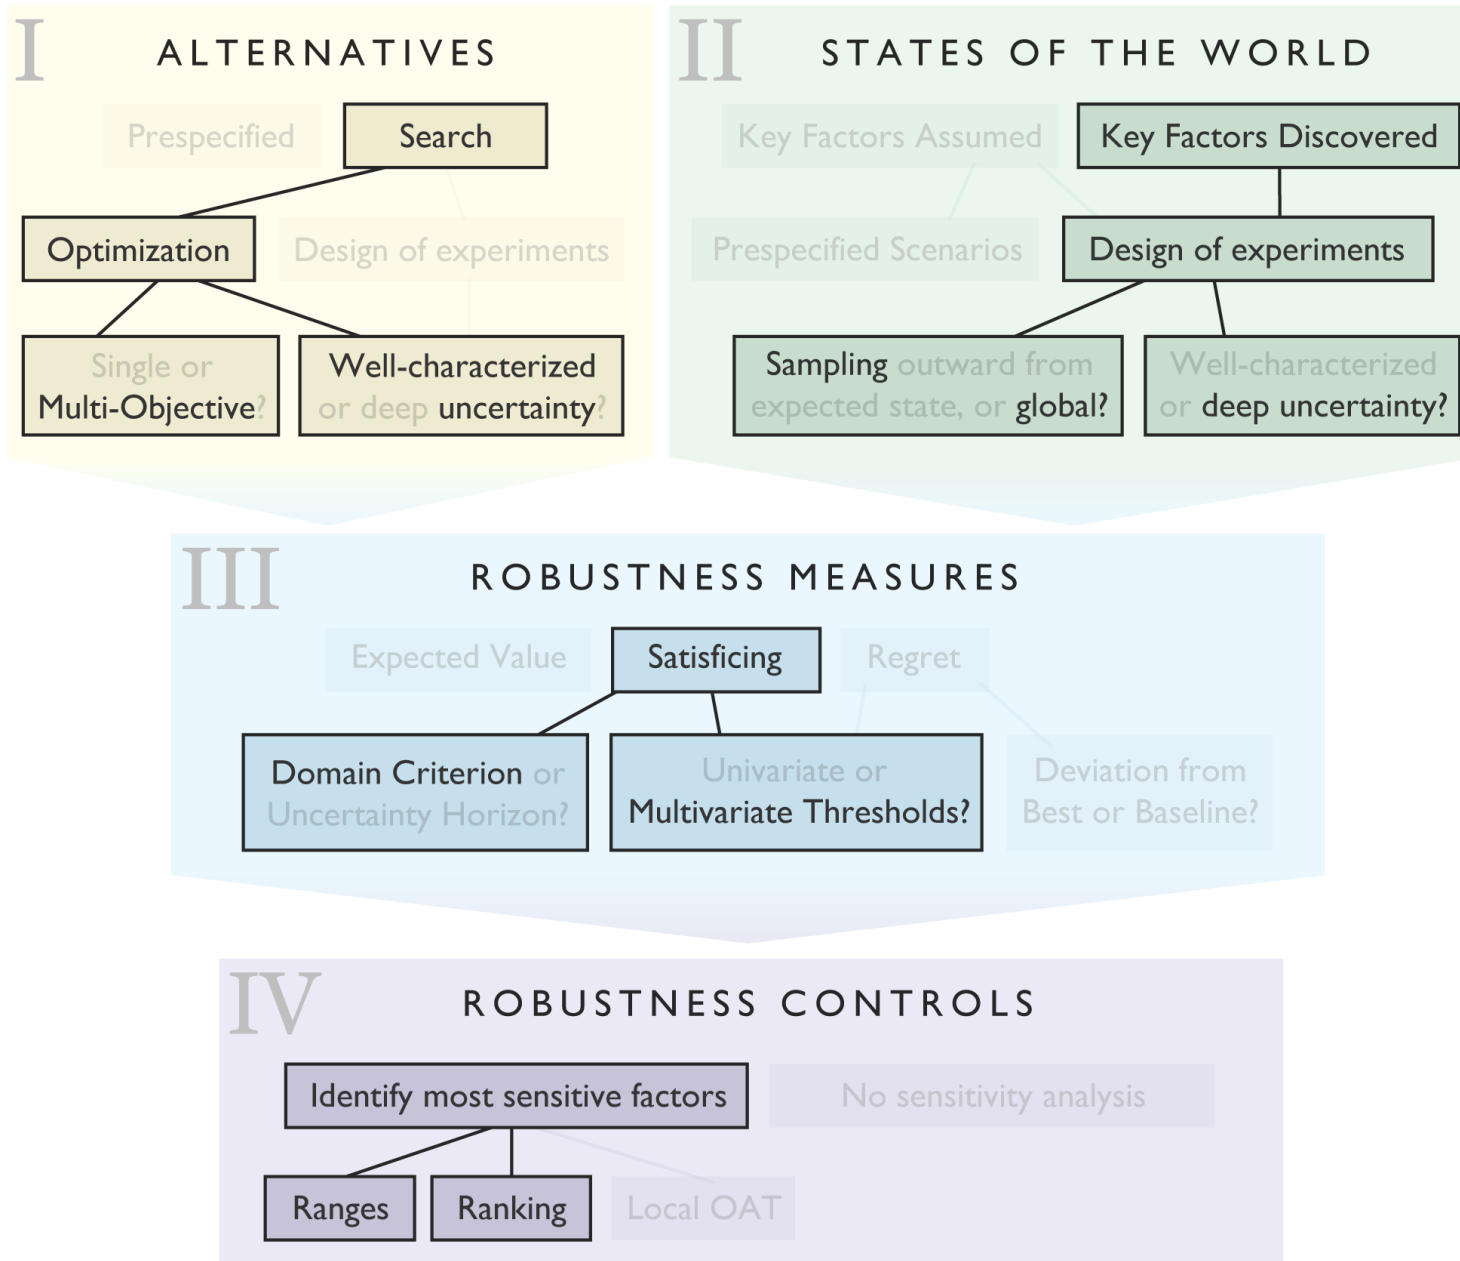 I
ALTERNATIVES
Prespecified
Search
Optimization
Design of experiments
Single or
Multi-Objective?
Well-characterized
or deep uncertainty?
II
STATES OF THE WORLD
Key Factors Assumed
Key Factors Discovered
Prespecified Scenarios
Design of experiments
Sampling outward from
expected state, or global?
Well-characterized
or deep uncertainty?
III
ROBUSTNESS MEASURES
Expected Value
Satisficing
Regret
Domain Criterion or
Uncertainty Horizon?
Univariate or
Multivariate Thresholds?
Deviation from
Best or Baseline?
IV
ROBUSTNESS CONTROLS
Identify most sensitive factors
No sensitivity analysis
Ranges
Ranking
Local OAT